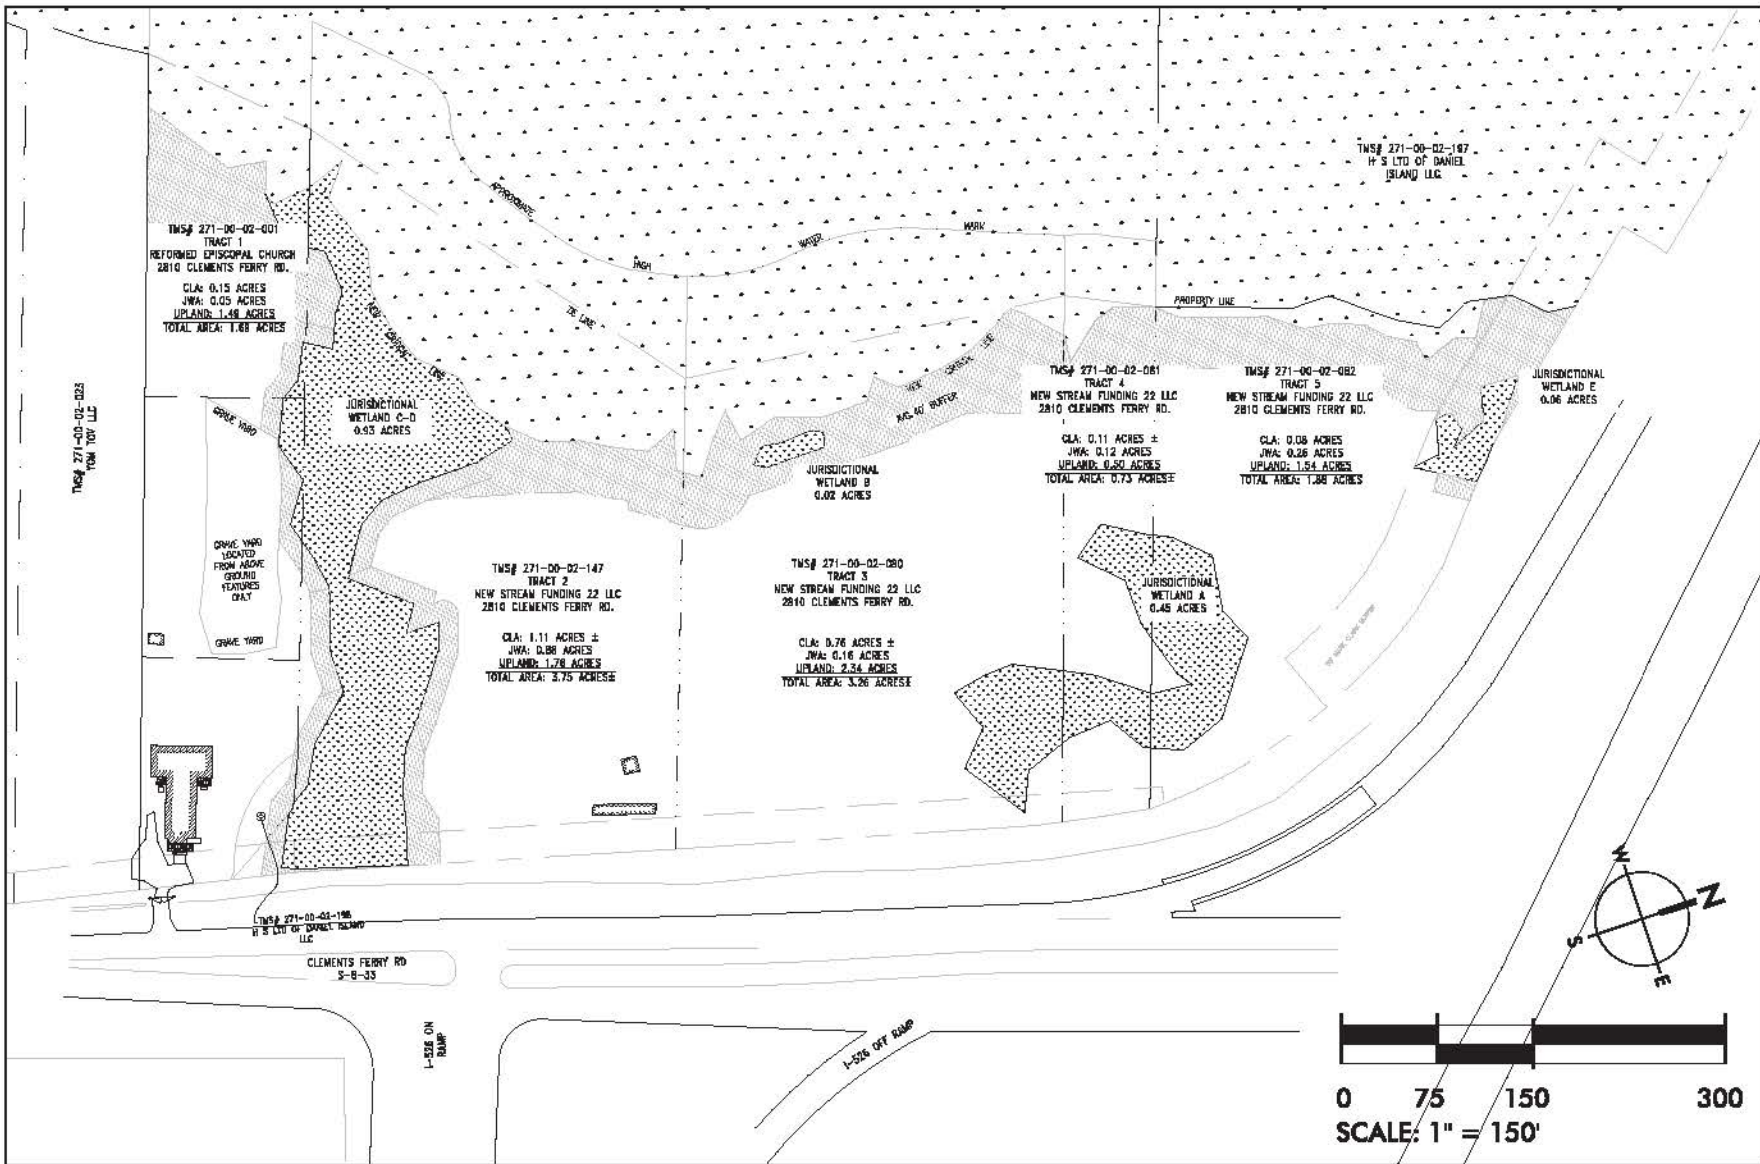 TMS# 271-00-02-197
H S LTD OF DANIEL
ISLAND LLC
APPROXIMATE
HIGH
WATER
MARK
TMS# 271-00-02-001
TRACT 1
REFORMED EPISCOPAL CHURCH
2810 CLEMENTS FERRY RD.
CLA: 0.15 ACRES
JWA: 0.05 ACRES
UPLAND: 1.48 ACRES
TOTAL AREA: 1.68 ACRES
NEW CRITICAL LINE
PROPERTY LINE
NEW CRITICAL LINE
AVG 40' BUFFER
TMS# 271-00-02-023
YOM TOV LLT
GRAVE YARD
JURISDICTIONAL
WETLAND C-D
0.93 ACRES
JURISDICTIONAL
WETLAND B
0.02 ACRES
TMS# 271-00-02-081
TRACT 4
NEW STREAM FUNDING 22 LLC
2810 CLEMENTS FERRY RD.
CLA: 0.11 ACRES ±
JWA: 0.12 ACRES
UPLAND: 0.50 ACRES
TOTAL AREA: 0.73 ACRES±
TMS# 271-00-02-082
TRACT 5
NEW STREAM FUNDING 22 LLC
2810 CLEMENTS FERRY RD.
CLA: 0.08 ACRES
JWA: 0.26 ACRES
UPLAND: 1.54 ACRES
TOTAL AREA: 1.88 ACRES
JURISDICTIONAL
WETLAND E
0.06 ACRES
GRAVE YARD
LOCATED
FROM ABOVE
GROUND
FEATURES
ONLY
GRAVE YARD
TMS# 271-00-02-147
TRACT 2
NEW STREAM FUNDING 22 LLC
2810 CLEMENTS FERRY RD.
CLA: 1.11 ACRES ±
JWA: 0.88 ACRES
UPLAND: 1.76 ACRES
TOTAL AREA: 3.75 ACRES±
TMS# 271-00-02-080
TRACT 3
NEW STREAM FUNDING 22 LLC
2810 CLEMENTS FERRY RD.
CLA: 0.76 ACRES ±
JWA: 0.16 ACRES
UPLAND: 2.34 ACRES
TOTAL AREA: 3.26 ACRES±
JURISDICTIONAL
WETLAND A
0.45 ACRES
TMS# 271-00-02-198
H S LTD OF DANIEL ISLAND
LLC
CLEMENTS FERRY RD
S-8-33
I-526 ON
RAMP
I-526 OFF RAMP
W
N
S
E
0 75 150 300
SCALE: 1" = 150'